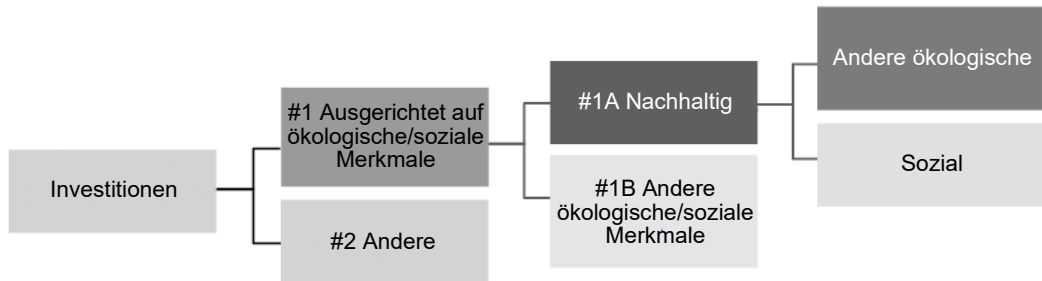 Andere ökologische
#1 Ausgerichtet auf
ökologische/soziale
Merkmale
#1A Nachhaltig
Investitionen
Sozial
#1B Andere
ökologische/soziale
Merkmale
#2 Andere